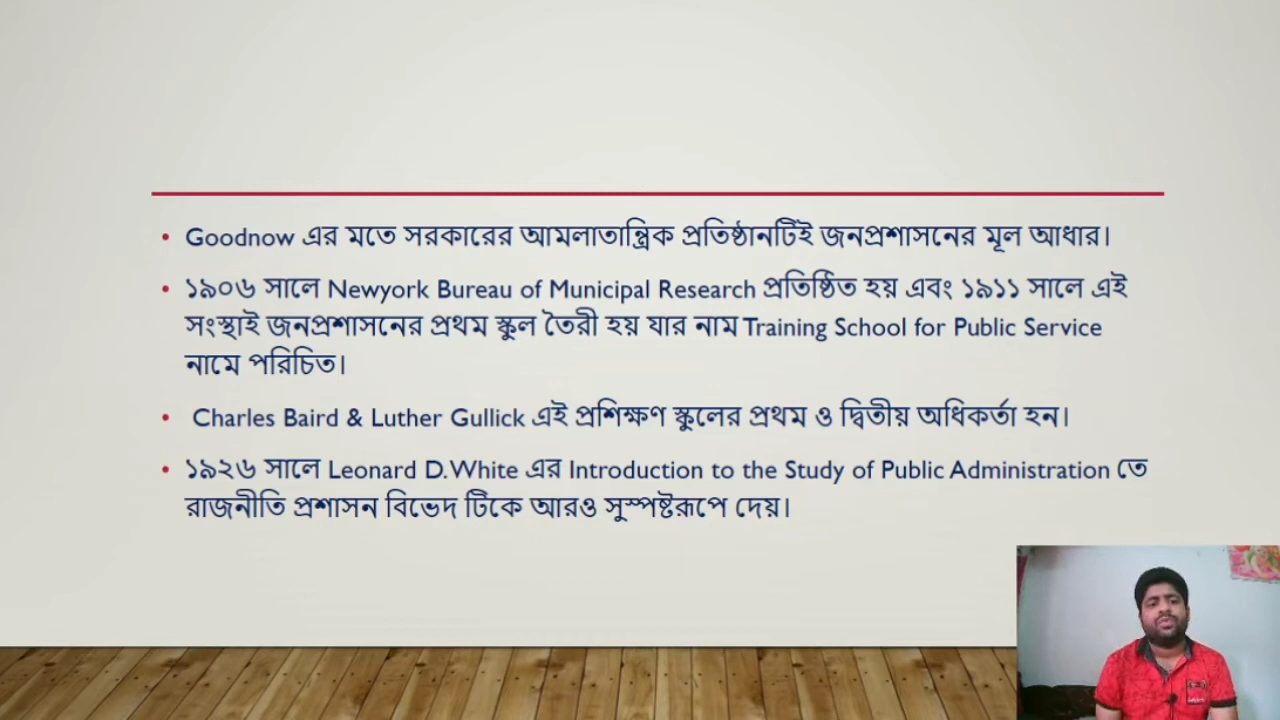 • Goodnow এর মতে সরকারের আমলাতান্ত্রিক প্রতিষ্ঠানটিই জনপ্রশাসনের মূল আধার।
• ১৯০৬ সালে Newyork Bureau of Municipal Research প্রতিষ্ঠিত হয় এবং ১৯১১ সালে এই
সংস্থাই জনপ্রশাসনের প্রথম স্কুল তৈরী হয় যার নাম Training School for Public Service
নামে পরিচিত।
• Charles Baird & Luther Gullick এই প্রশিক্ষণ স্কুলের প্রথম ও দ্বিতীয় অধিকর্তা হন।
• ১৯২৬ সালে Leonard D. White এর Introduction to the Study of Public Administration তে
রাজনীতি প্রশাসন বিভেদ টিকে আরও সুস্পষ্টরূপে দেয়।